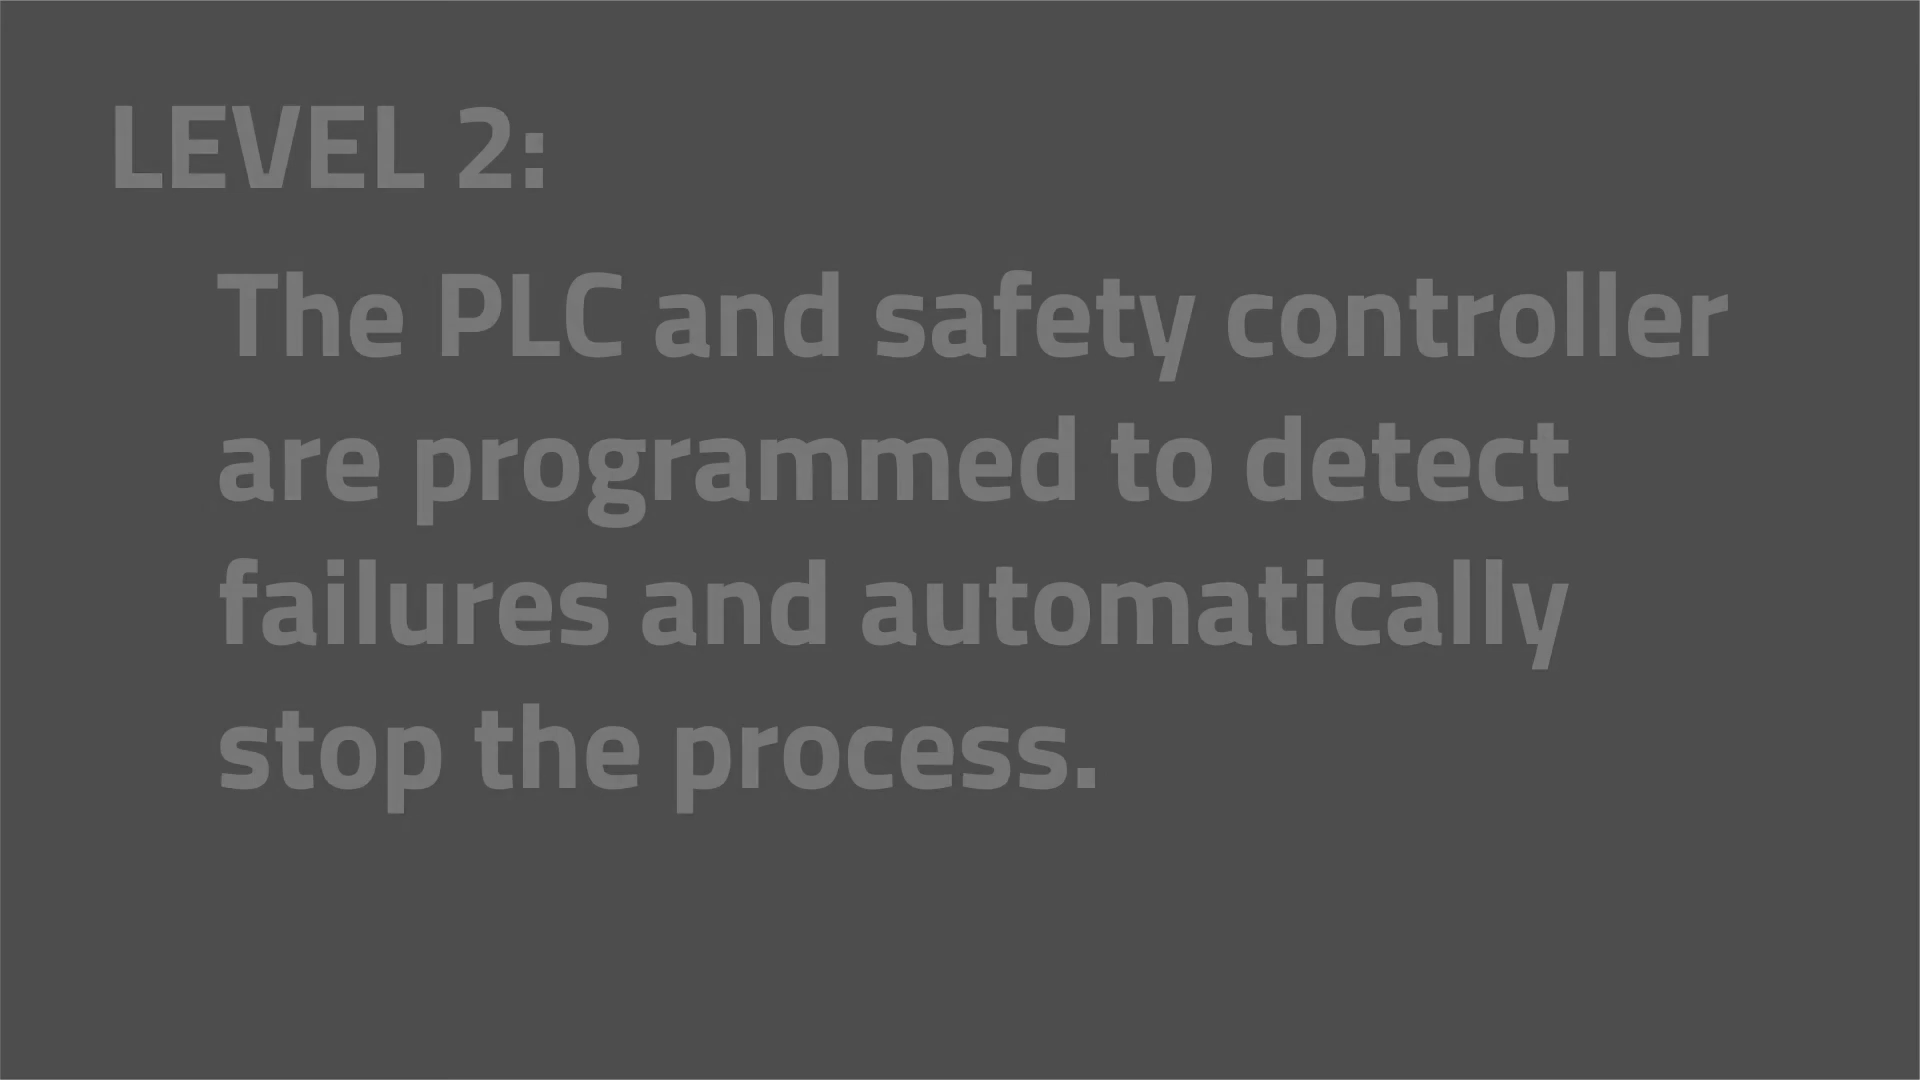 LEVEL 2:
The PLC and safety controller
are programmed to detect
failures and automatically
stop the process.